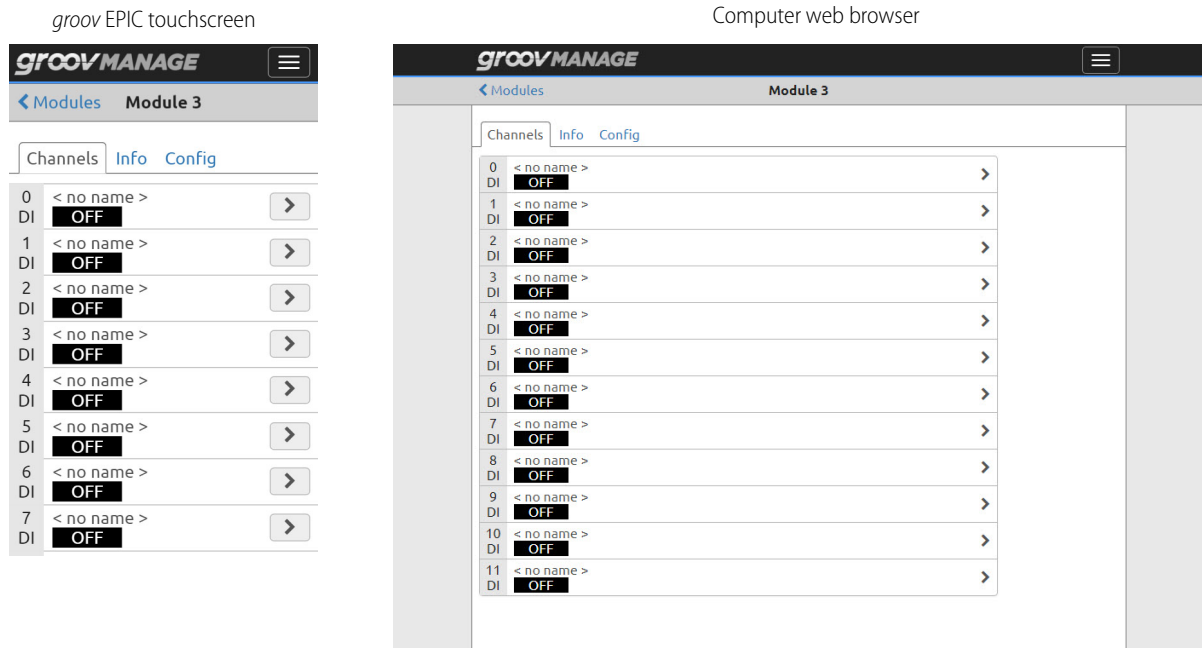 groov EPIC touchscreen
groov MANAGE
Modules Module 3
Channels Info Config
0 < no name >
DI OFF
1 < no name >
DI OFF
2 < no name >
DI OFF
3 < no name >
DI OFF
4 < no name >
DI OFF
5 < no name >
DI OFF
6 < no name >
DI OFF
7 < no name >
DI OFF
Computer web browser
groov MANAGE
Modules Module 3
Channels Info Config
0 < no name >
DI OFF
1 < no name >
DI OFF
2 < no name >
DI OFF
3 < no name >
DI OFF
4 < no name >
DI OFF
5 < no name >
DI OFF
6 < no name >
DI OFF
7 < no name >
DI OFF
8 < no name >
DI OFF
9 < no name >
DI OFF
10 < no name >
DI OFF
11 < no name >
DI OFF